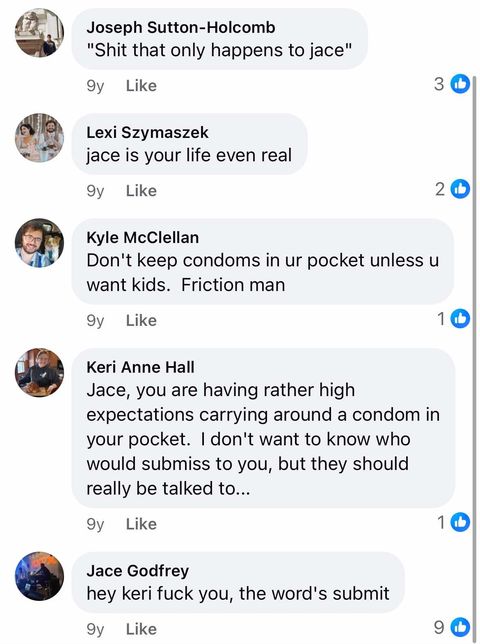 Joseph Sutton-Holcomb
"Shit that only happens to jace"
9y Like 3
Lexi Szymaszek
jace is your life even real
9y Like 2
Kyle McClellan
Don't keep condoms in ur pocket unless u
want kids. Friction man
9y Like 1
Keri Anne Hall
Jace, you are having rather high
expectations carrying around a condom in
your pocket. I don't want to know who
would submiss to you, but they should
really be talked to...
9y Like 1
Jace Godfrey
hey keri fuck you, the word's submit
9y Like 9